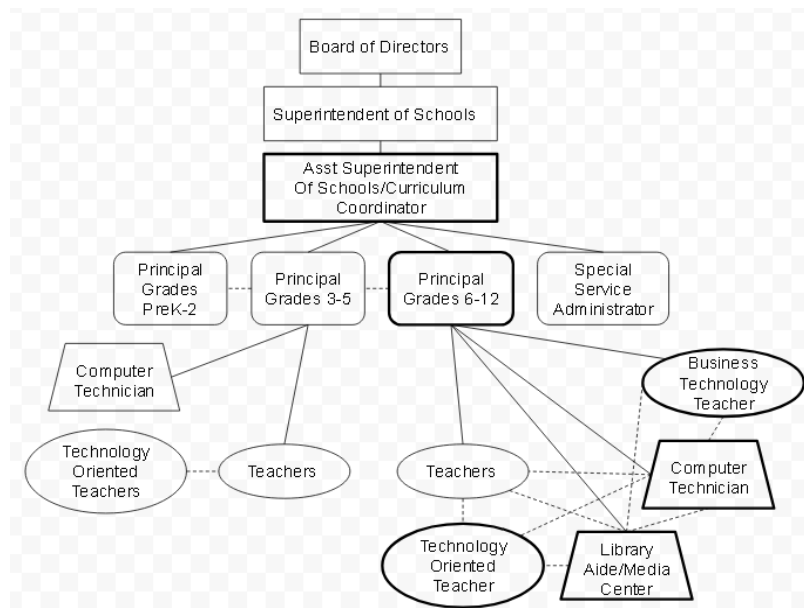 Board of Directors
Superintendent of Schools
Asst Superintendent
Of Schools/Curriculum
Coordinator
Principal
Grades
PreK-2
Principal
Grades 3-5
Principal
Grades 6-12
Special
Service
Administrator
Computer
Technician
Business
Technology
Teacher
Technology
Oriented
Teachers
Teachers
Teachers
Computer
Technician
Technology
Oriented
Teacher
Library
Aide/Media
Center